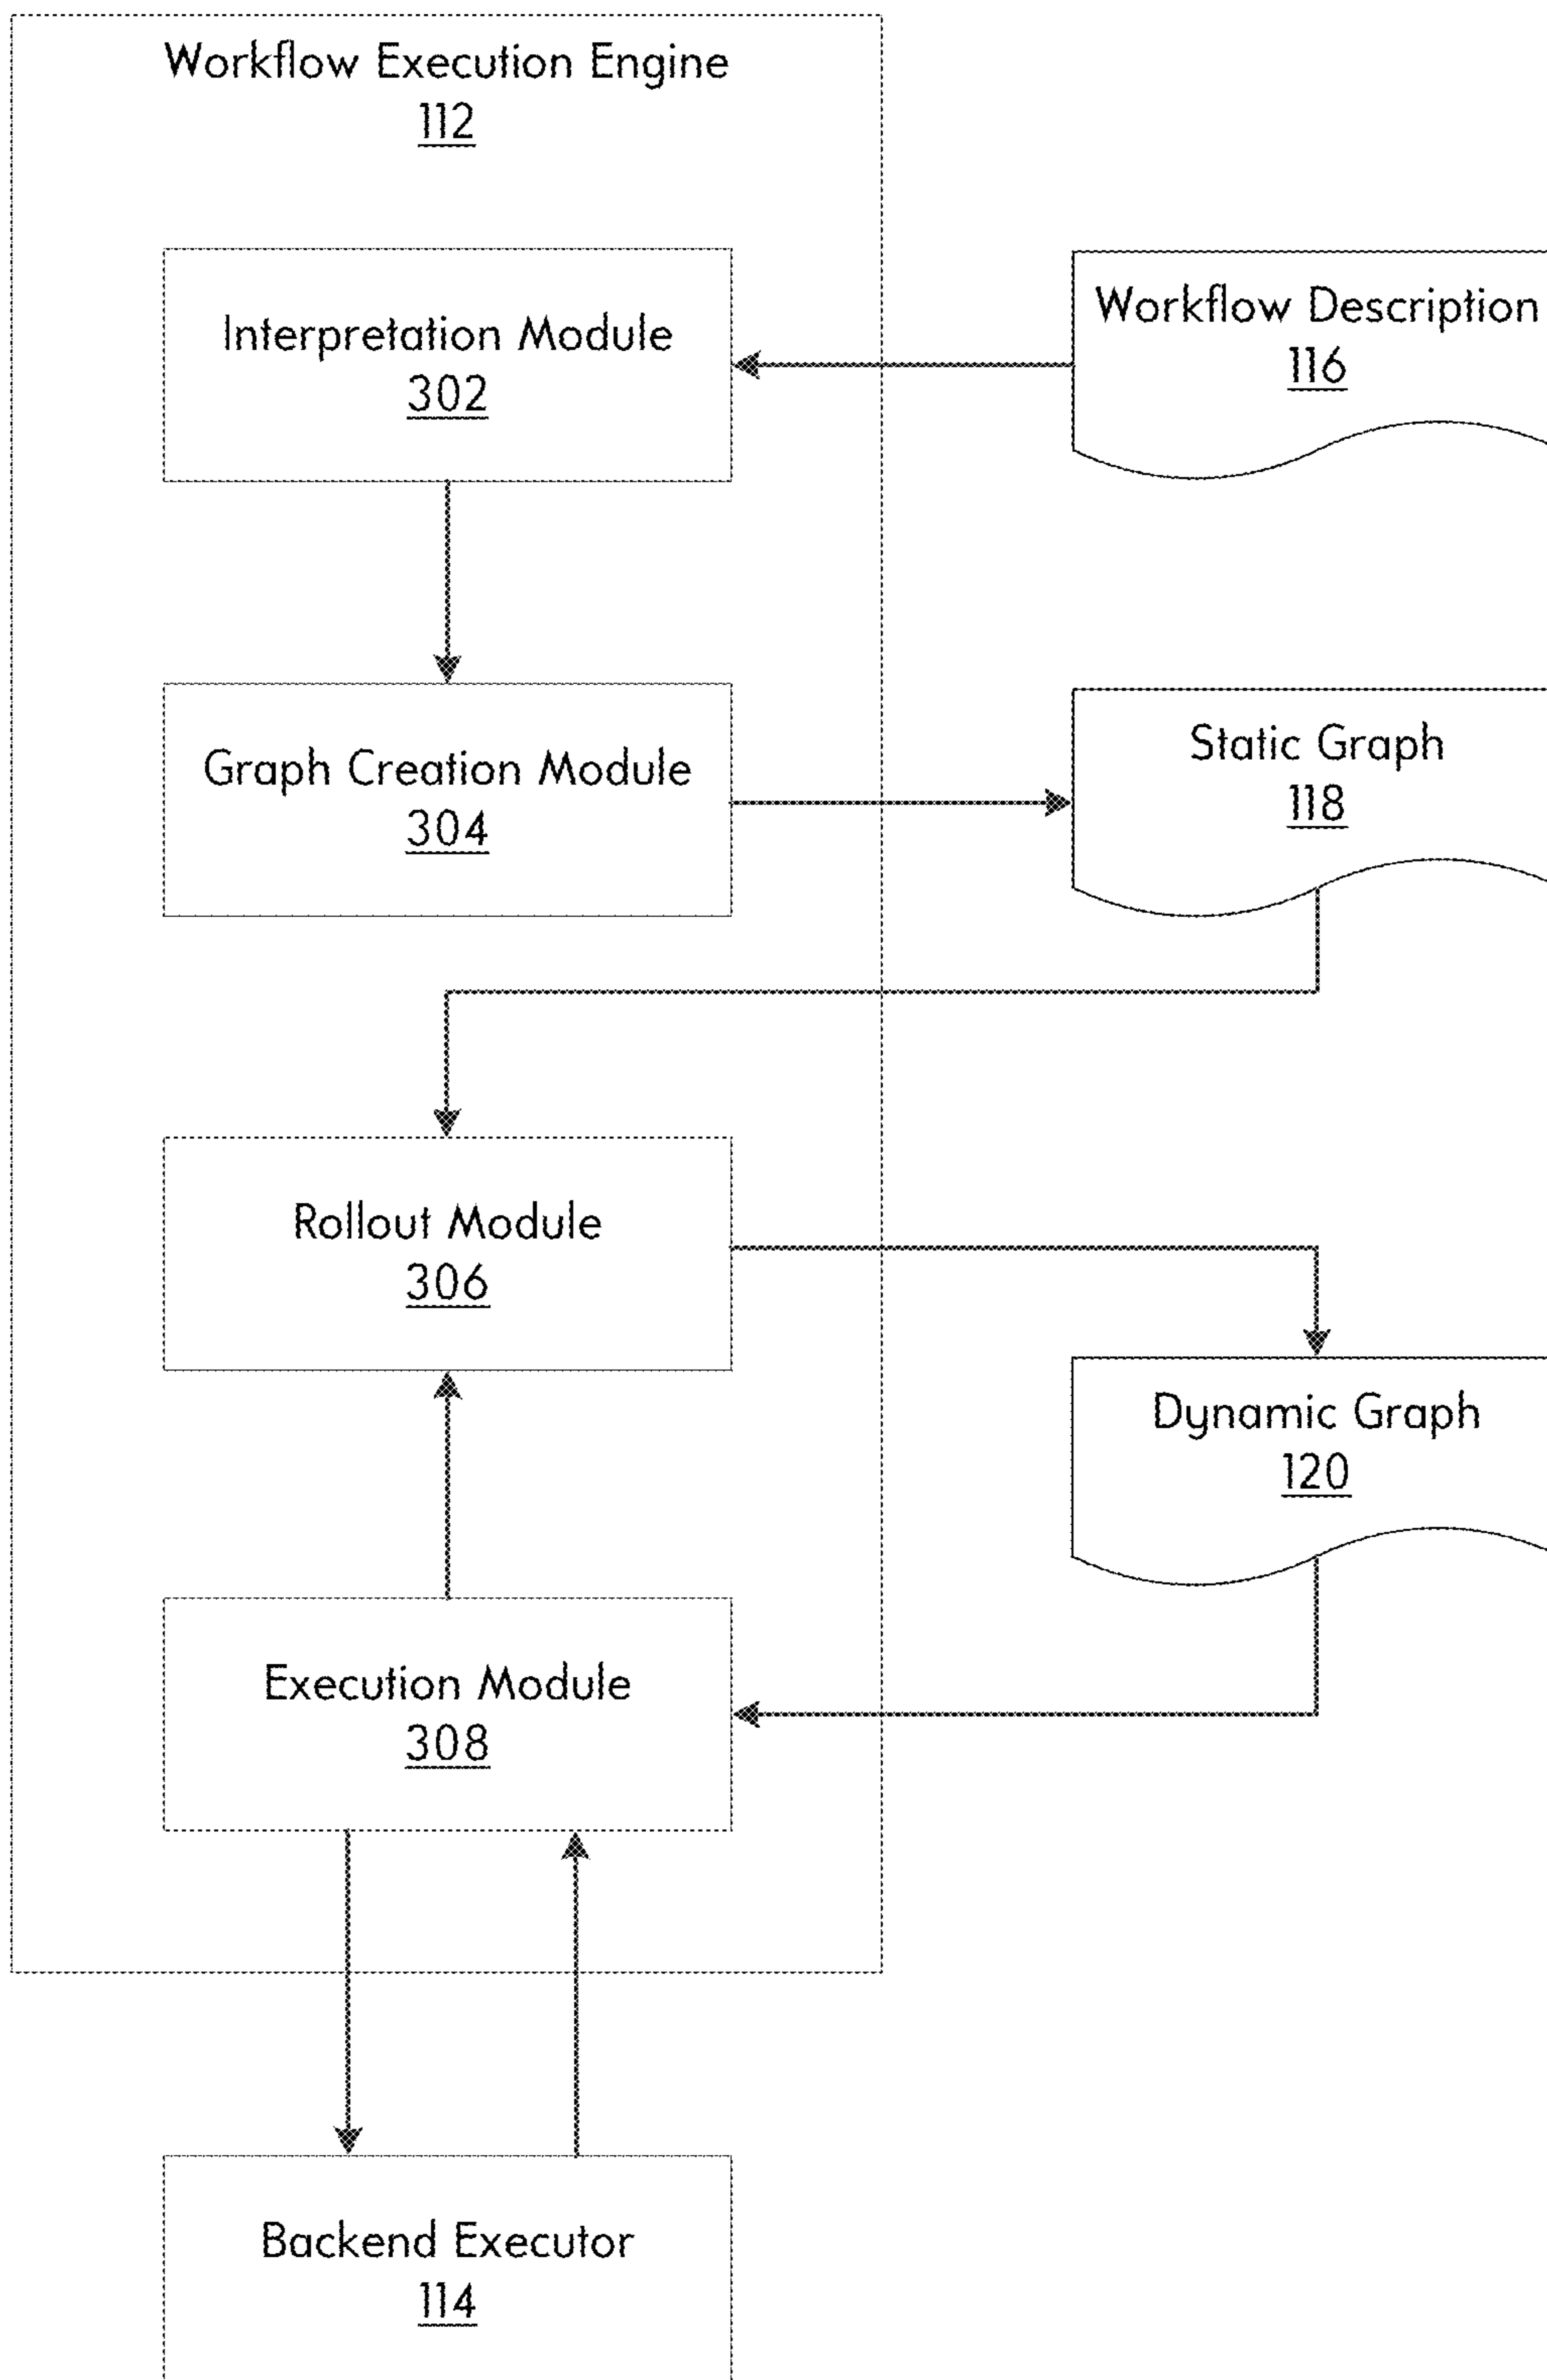 Workflow Execution Engine
112
Interpretation Module
302
Workflow Description
116
Graph Creation Module
304
Static Graph
118
Rollout Module
306
Dynamic Graph
120
Execution Module
308
Backend Executor
114